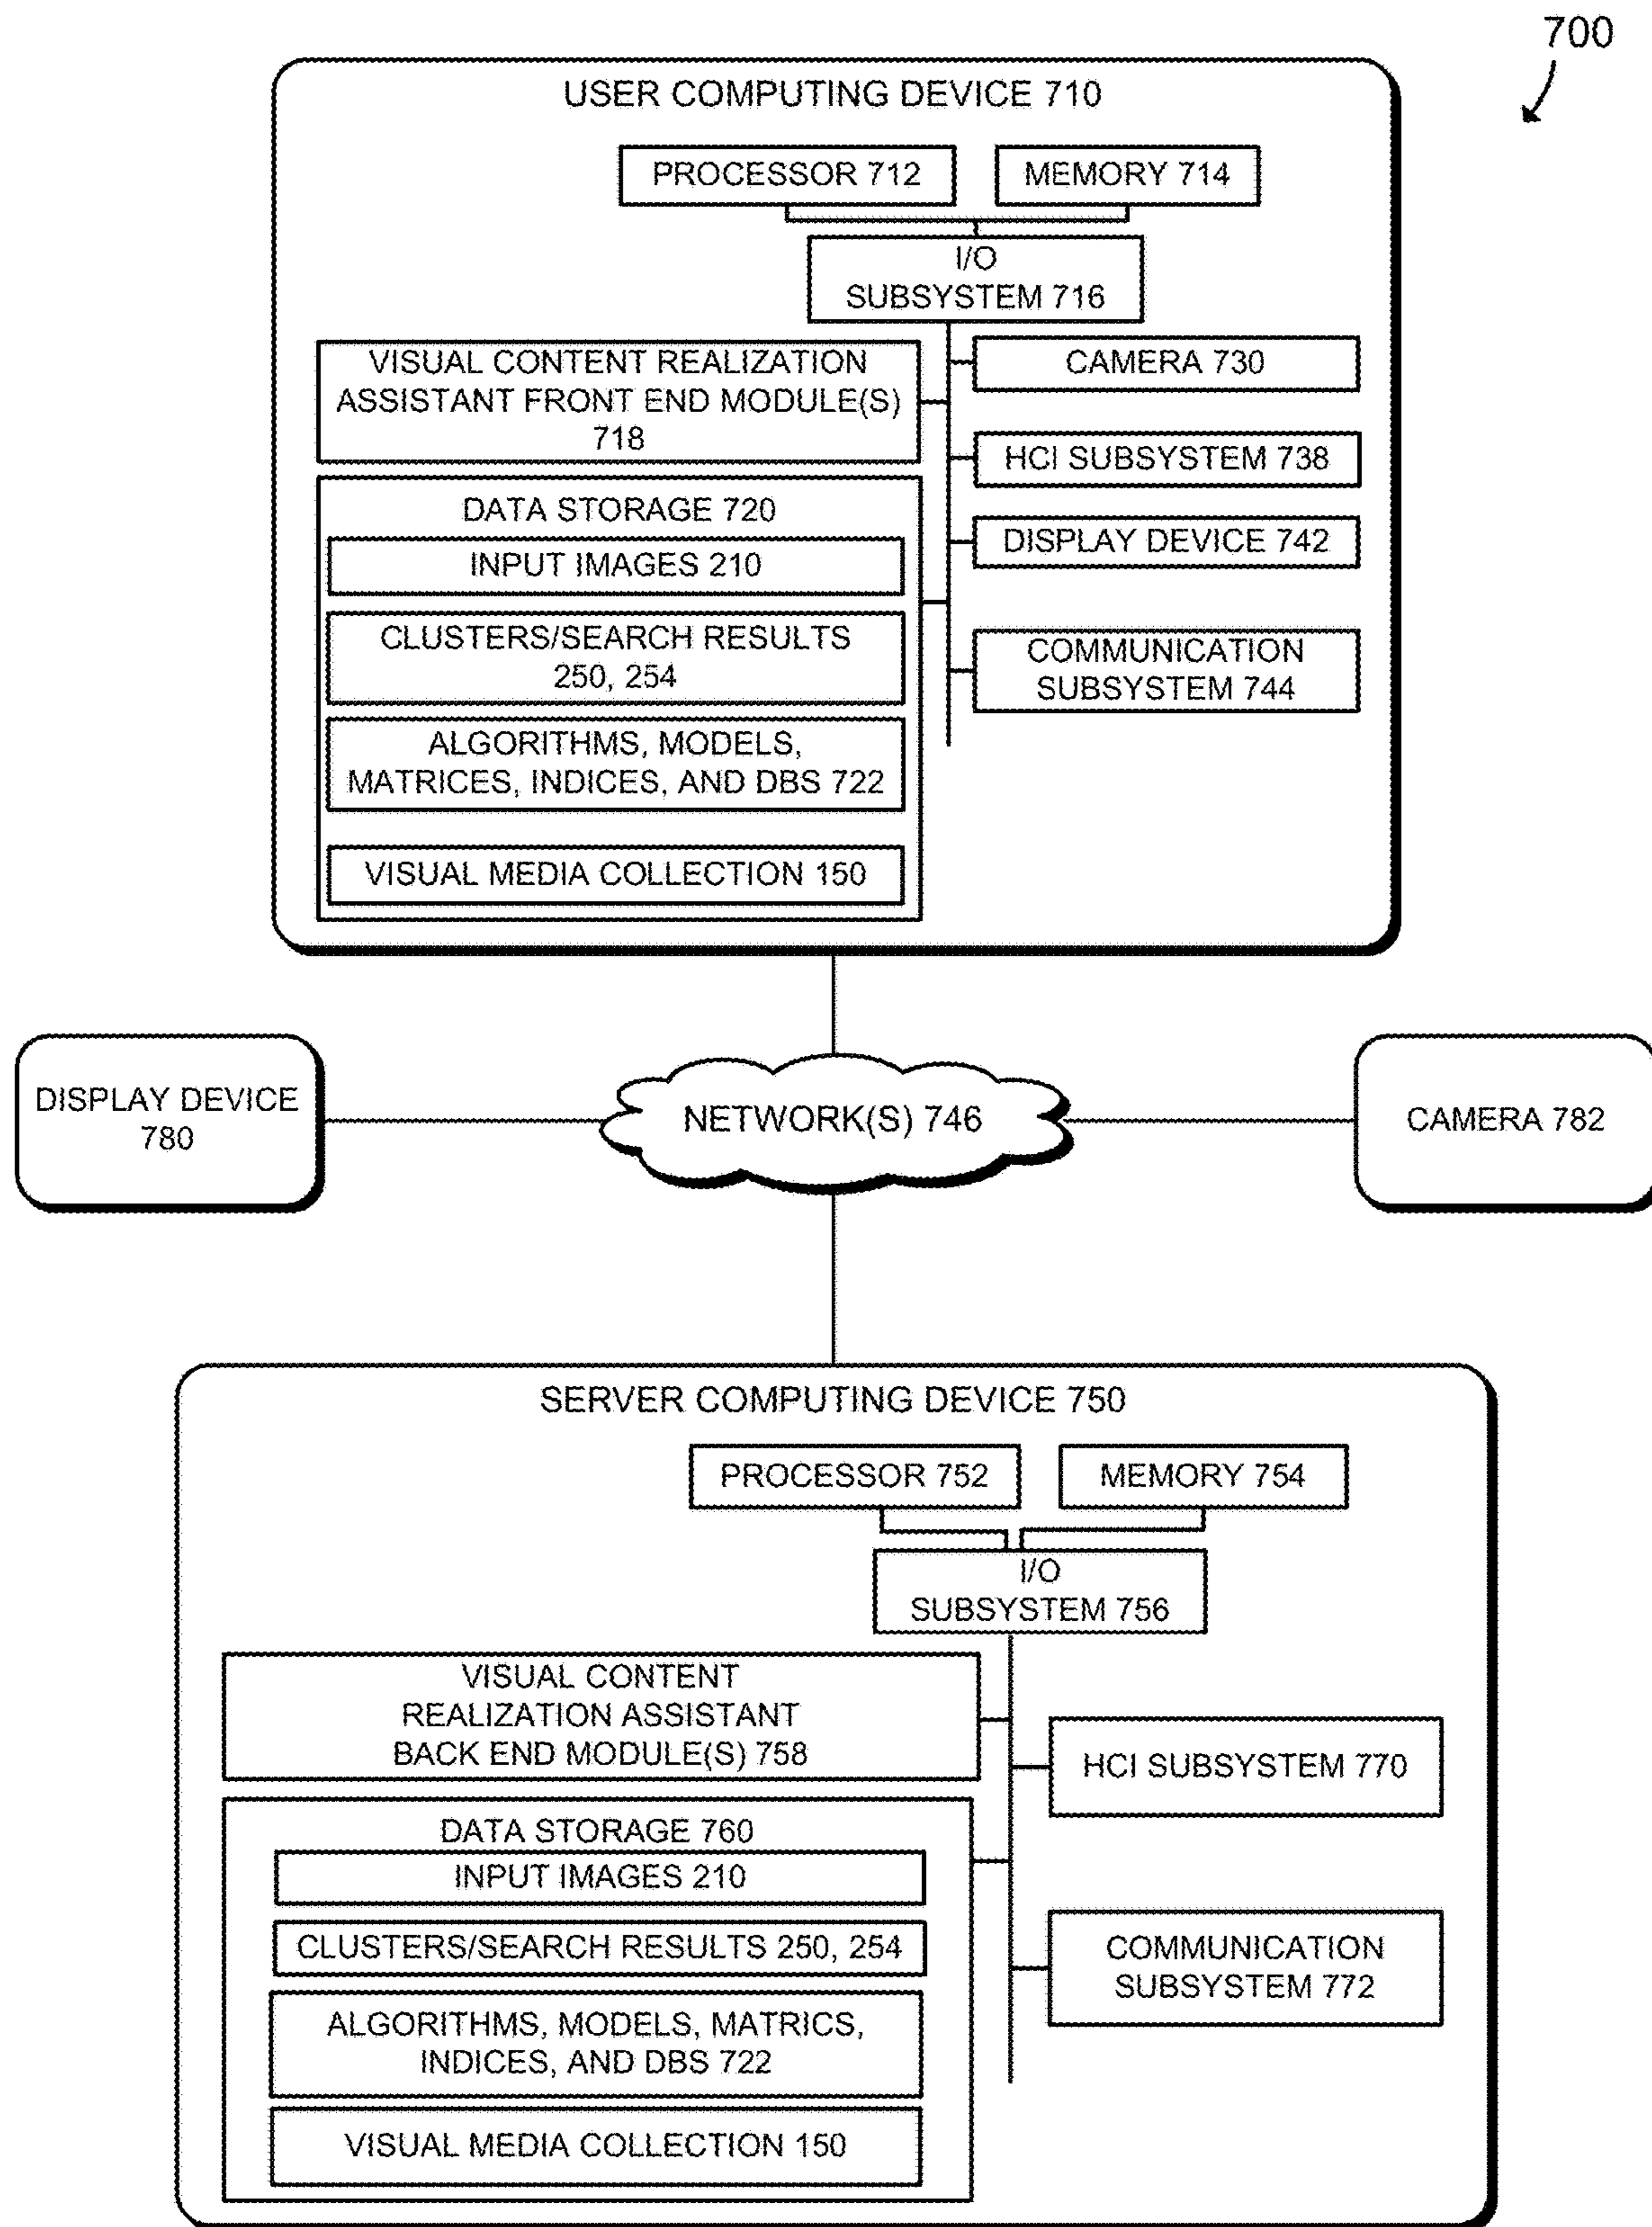 700
USER COMPUTING DEVICE 710
PROCESSOR 712
MEMORY 714
I/O
SUBSYSTEM 716
VISUAL CONTENT REALIZATION
ASSISTANT FRONT END MODULE(S)
718
CAMERA 730
HCI SUBSYSTEM 738
DISPLAY DEVICE 742
COMMUNICATION
SUBSYSTEM 744
DATA STORAGE 720
INPUT IMAGES 210
CLUSTERS/SEARCH RESULTS
250, 254
ALGORITHMS, MODELS,
MATRICES, INDICES, AND DBS 722
VISUAL MEDIA COLLECTION 150
DISPLAY DEVICE
780
NETWORK(S) 746
CAMERA 782
SERVER COMPUTING DEVICE 750
PROCESSOR 752
MEMORY 754
I/O
SUBSYSTEM 756
VISUAL CONTENT
REALIZATION ASSISTANT
BACK END MODULE(S) 758
HCI SUBSYSTEM 770
COMMUNICATION
SUBSYSTEM 772
DATA STORAGE 760
INPUT IMAGES 210
CLUSTERS/SEARCH RESULTS 250, 254
ALGORITHMS, MODELS, MATRICS,
INDICES, AND DBS 722
VISUAL MEDIA COLLECTION 150